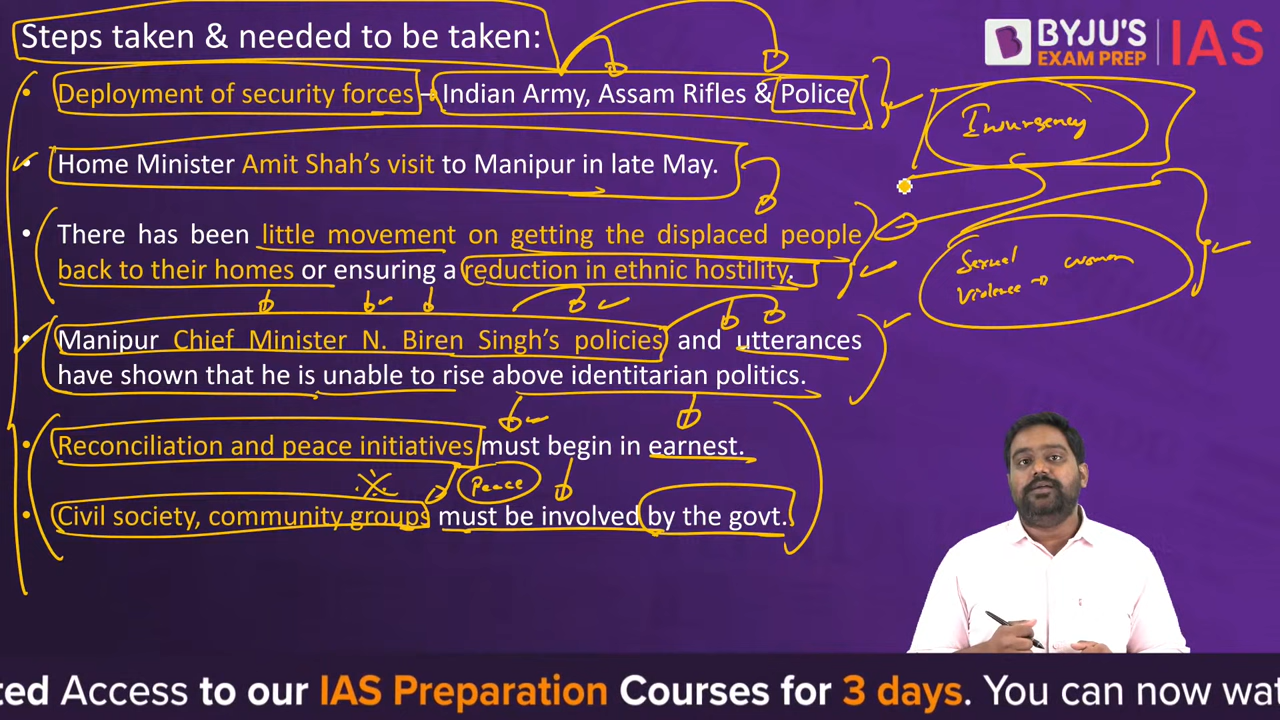 Steps taken & needed to be taken:
BYJU'S
EXAM PREP
IAS
• Deployment of security forces → Indian Army, Assam Rifles & Police
Insurgency
• Home Minister Amit Shah’s visit to Manipur in late May.
• There has been little movement on getting the displaced people
back to their homes or ensuring a reduction in ethnic hostility.
Sexual
Violence → women
• Manipur Chief Minister N. Biren Singh’s policies and utterances
have shown that he is unable to rise above identitarian politics.
• Reconciliation and peace initiatives must begin in earnest.
Peace
• Civil society, community groups must be involved by the govt.
ted Access to our IAS Preparation Courses for 3 days. You can now wat